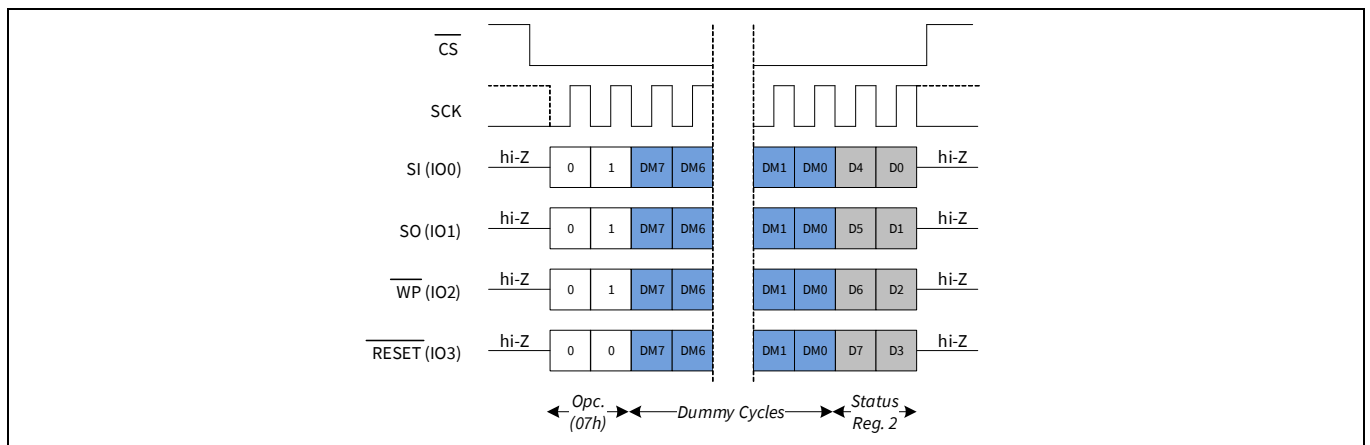 CS
SCK
hi-Z 0 1 DM7 DM6 DM1 DM0 D4 D0 hi-Z
SI (IO0)
hi-Z 0 1 DM7 DM6 DM1 DM0 D5 D1 hi-Z
SO (IO1)
hi-Z 0 1 DM7 DM6 DM1 DM0 D6 D2 hi-Z
WP (IO2)
hi-Z 0 0 DM7 DM6 DM1 DM0 D7 D3 hi-Z
RESET (IO3)
Opc.
(07h)
Dummy Cycles
Status
Reg. 2